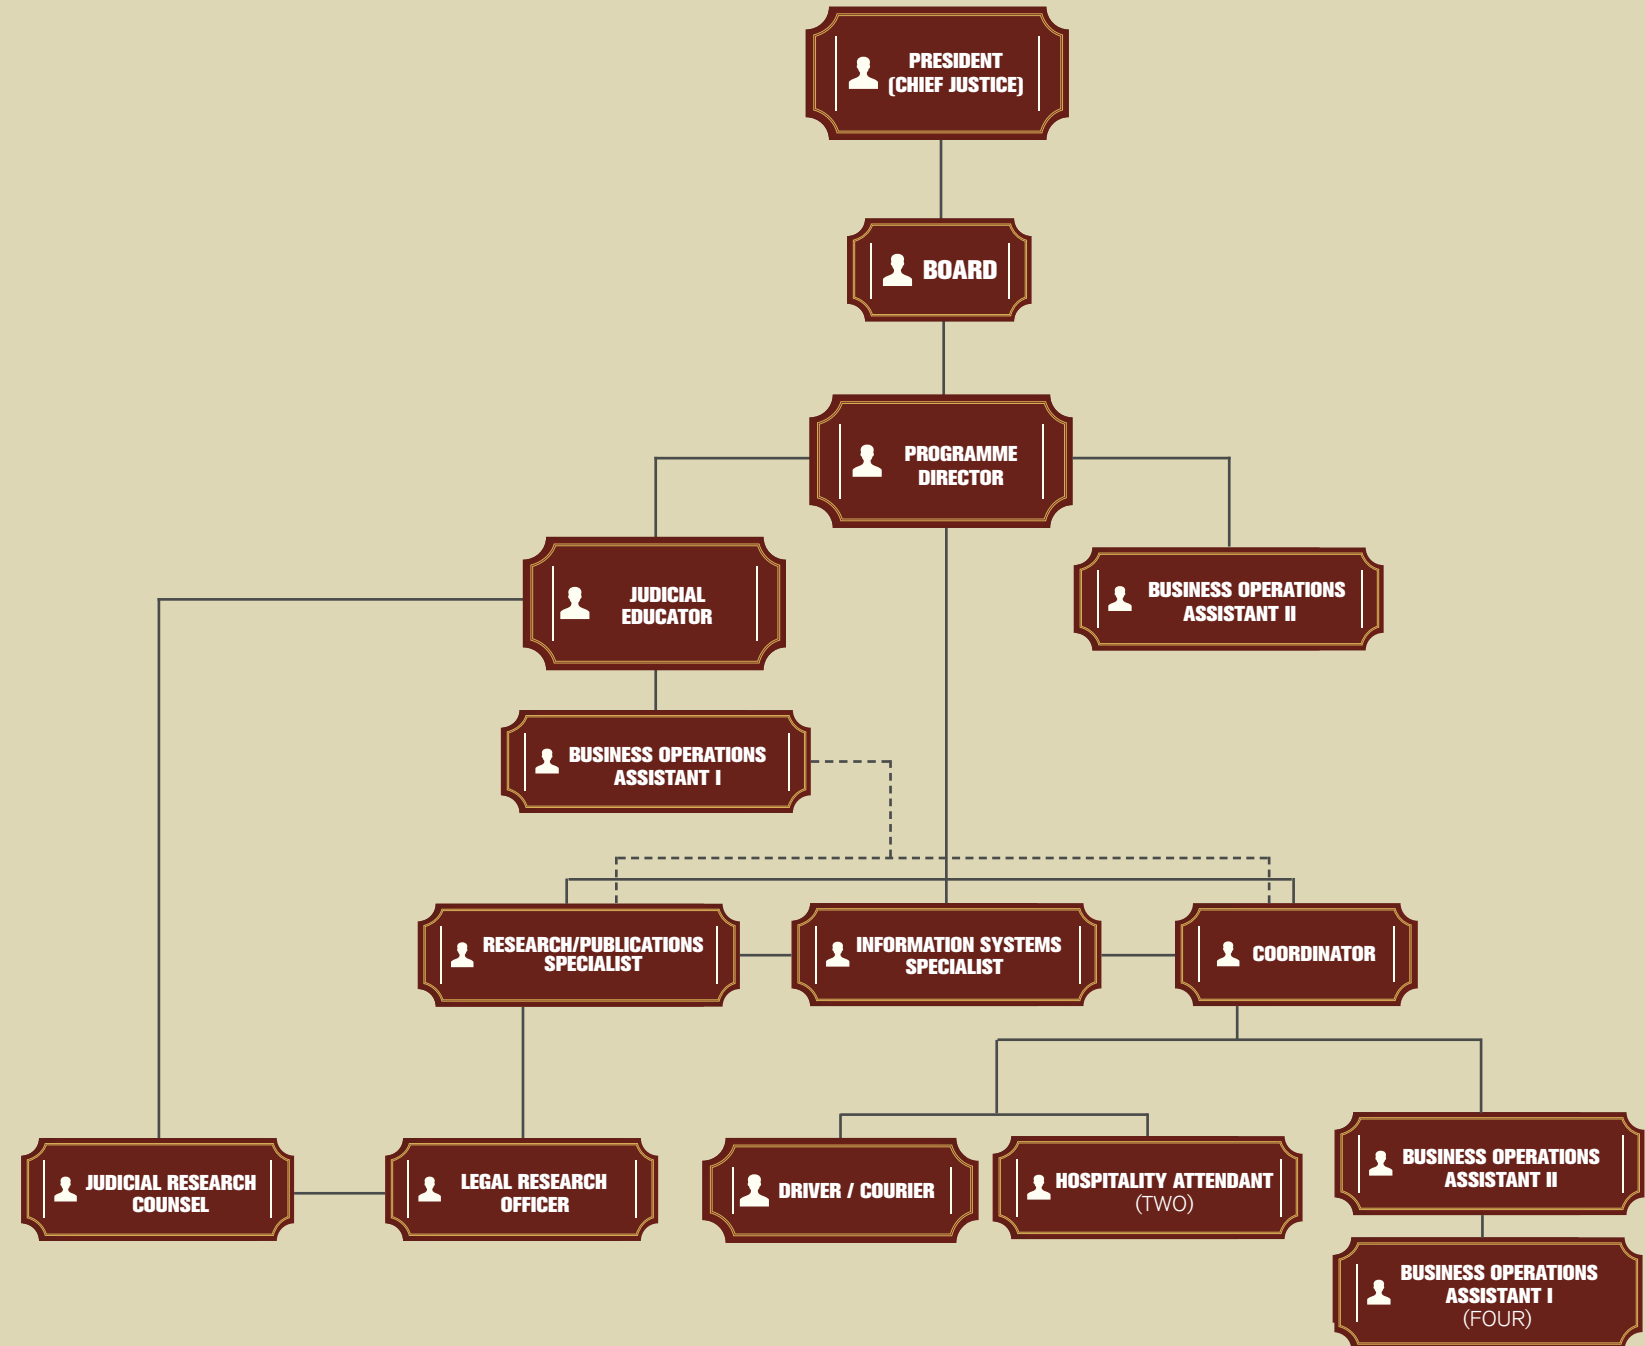 PRESIDENT
(CHIEF JUSTICE)
BOARD
PROGRAMME
DIRECTOR
JUDICIAL
EDUCATOR
BUSINESS OPERATIONS
ASSISTANT II
BUSINESS OPERATIONS
ASSISTANT I
RESEARCH/PUBLICATIONS
SPECIALIST
INFORMATION SYSTEMS
SPECIALIST
COORDINATOR
JUDICIAL RESEARCH
COUNSEL
LEGAL RESEARCH
OFFICER
DRIVER / COURIER
HOSPITALITY ATTENDANT
(TWO)
BUSINESS OPERATIONS
ASSISTANT II
BUSINESS OPERATIONS
ASSISTANT I
(FOUR)